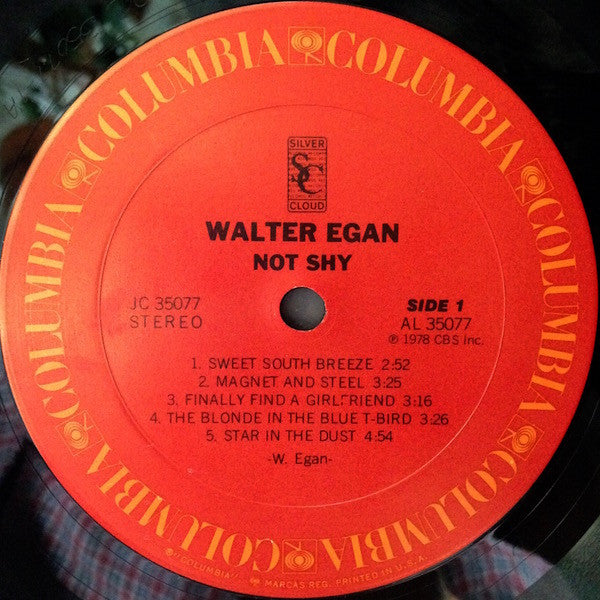 COLUMBIA COLUMBIA COLUMBIA COLUMBIA COLUMBIA COLUMBIA
SILVER
SC
CLOUD
WALTER EGAN
NOT SHY
JC 35077 SIDE 1
STEREO AL 35077
℗ 1978 CBS Inc.
1. SWEET SOUTH BREEZE 2:52
2. MAGNET AND STEEL 3:25
3. FINALLY FIND A GIRLFRIEND 3:16
4. THE BLONDE IN THE BLUE T-BIRD 3:26
5. STAR IN THE DUST 4:54
-W. Egan-
"COLUMBIA", MARCAS REG. PRINTED IN U.S.A.